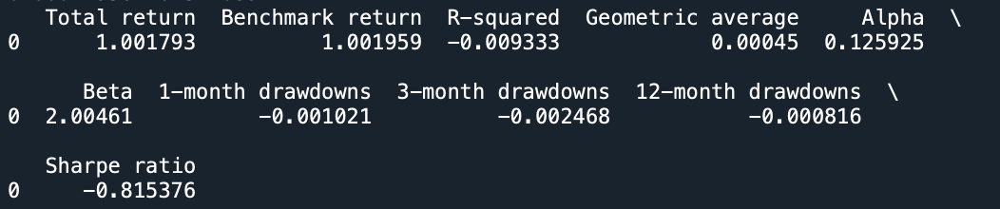 Total return Benchmark return R-squared Geometric average Alpha \
0 1.001793 1.001959 -0.009333 0.00045 0.125925
Beta 1-month drawdowns 3-month drawdowns 12-month drawdowns \
0 2.00461 -0.001021 -0.002468 -0.000816
Sharpe ratio
0 -0.815376